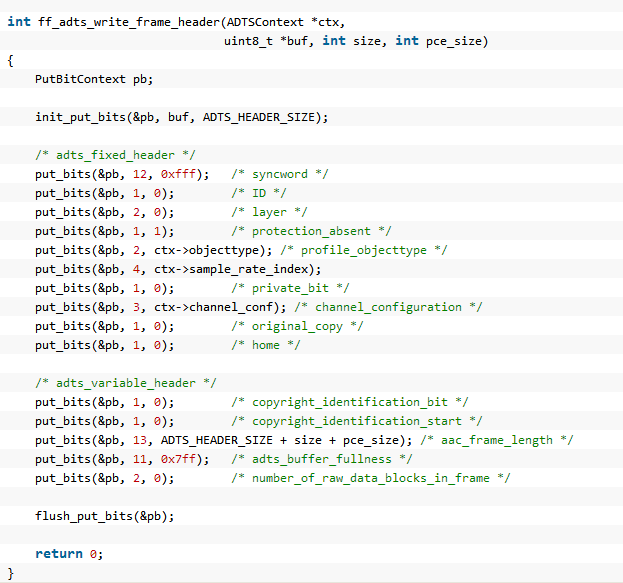 int ff_adts_write_frame_header(ADTSContext *ctx,
                               uint8_t *buf, int size, int pce_size)
{
    PutBitContext pb;

    init_put_bits(&pb, buf, ADTS_HEADER_SIZE);

    /* adts_fixed_header */
    put_bits(&pb, 12, 0xfff);   /* syncword */
    put_bits(&pb, 1, 0);        /* ID */
    put_bits(&pb, 2, 0);        /* layer */
    put_bits(&pb, 1, 1);        /* protection_absent */
    put_bits(&pb, 2, ctx->objecttype); /* profile_objecttype */
    put_bits(&pb, 4, ctx->sample_rate_index);
    put_bits(&pb, 1, 0);        /* private_bit */
    put_bits(&pb, 3, ctx->channel_conf); /* channel_configuration */
    put_bits(&pb, 1, 0);        /* original_copy */
    put_bits(&pb, 1, 0);        /* home */

    /* adts_variable_header */
    put_bits(&pb, 1, 0);        /* copyright_identification_bit */
    put_bits(&pb, 1, 0);        /* copyright_identification_start */
    put_bits(&pb, 13, ADTS_HEADER_SIZE + size + pce_size); /* aac_frame_length */
    put_bits(&pb, 11, 0x7ff);   /* adts_buffer_fullness */
    put_bits(&pb, 2, 0);        /* number_of_raw_data_blocks_in_frame */

    flush_put_bits(&pb);

    return 0;
}